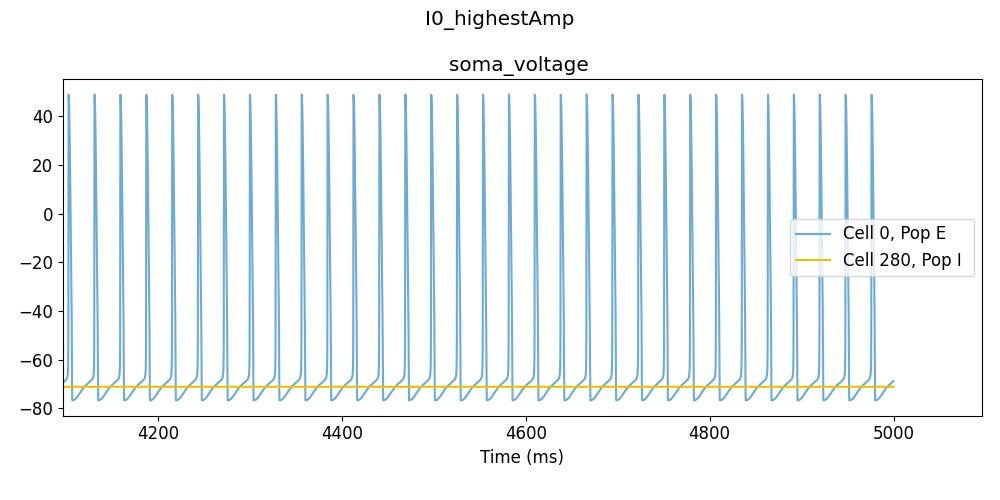 I0_highestAmp
soma_voltage
40
20
0
−20
−40
−60
−80
Cell 0, Pop E
Cell 280, Pop I
4200
4400
4600
4800
5000
Time (ms)